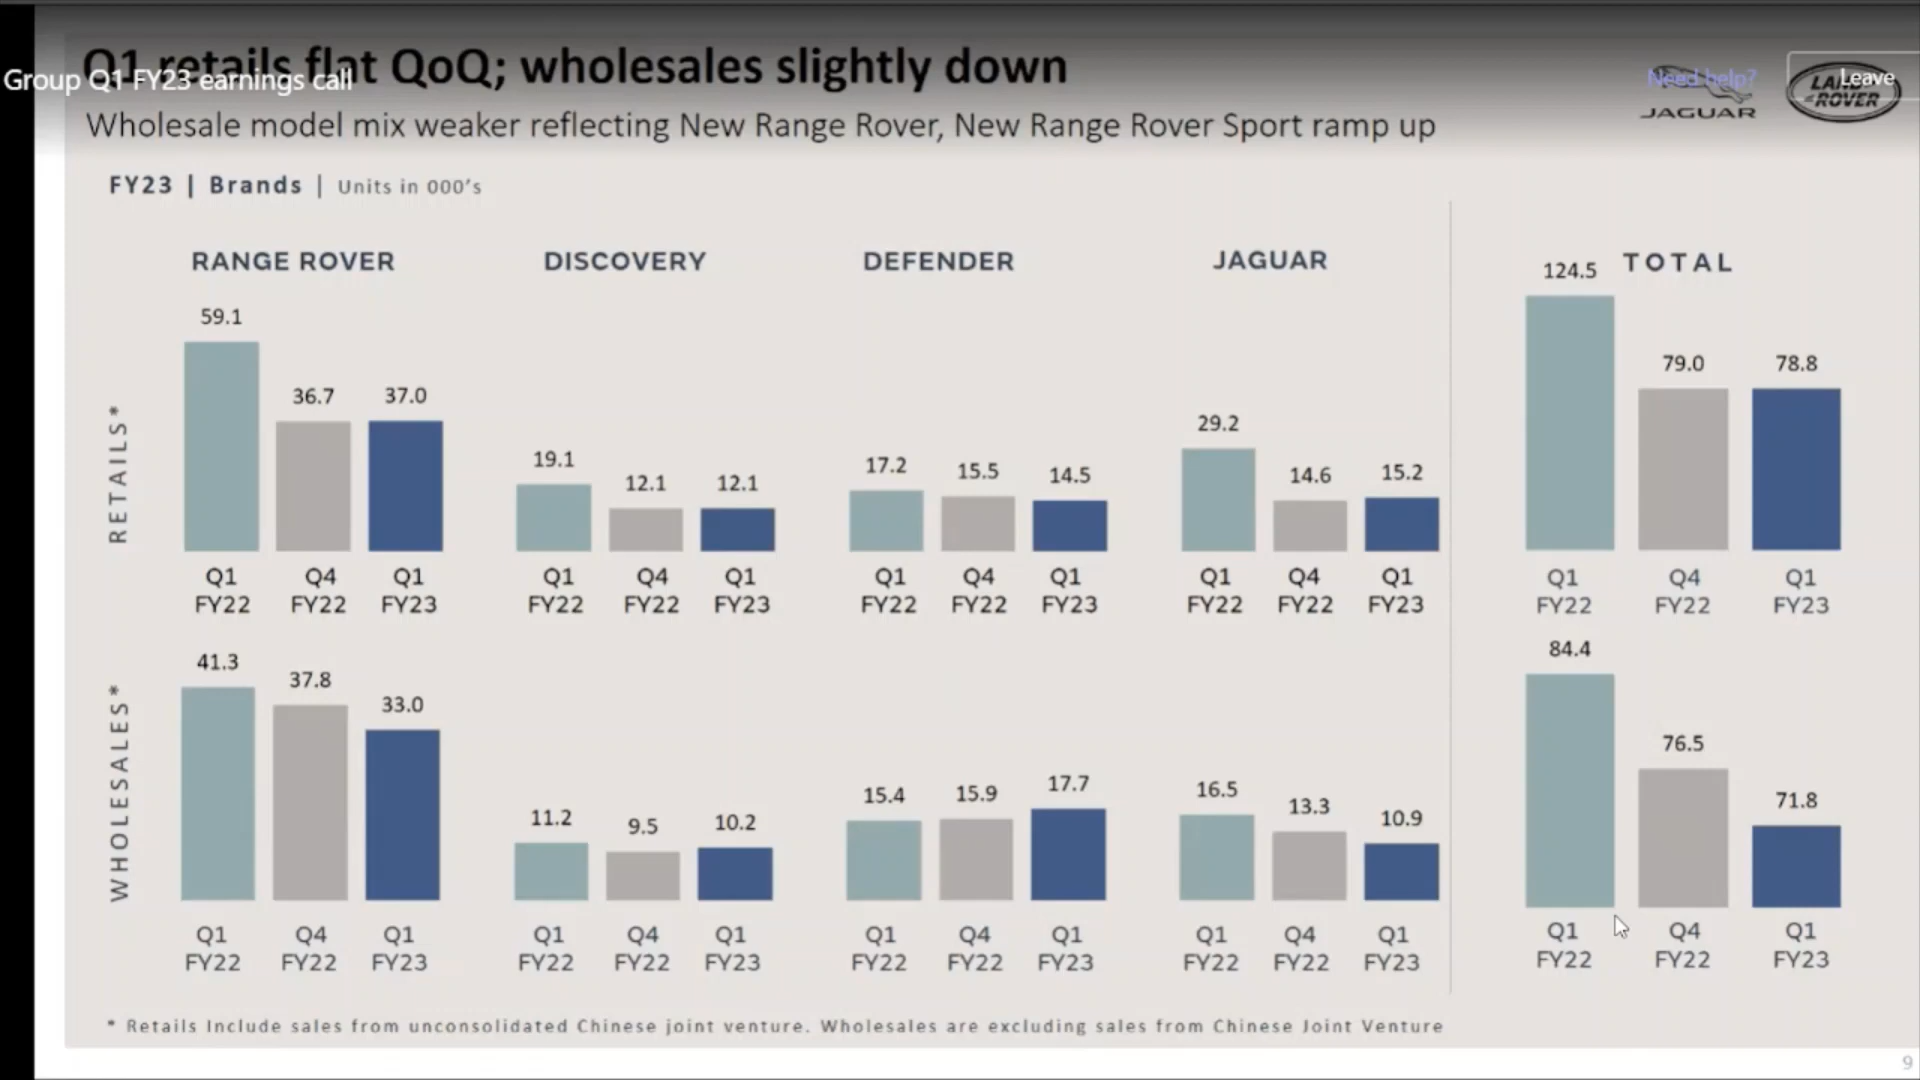 Q1 retails flat QoQ; wholesales slightly down
Group Q1 FY23 earnings call
Need help?
Leave
JAGUAR
LAND
ROVER
Wholesale model mix weaker reflecting New Range Rover, New Range Rover Sport ramp up
FY23 | Brands | Units in 000's
RANGE ROVER DISCOVERY DEFENDER JAGUAR TOTAL
RETAILS*
59.1 36.7 37.0
19.1 12.1 12.1
17.2 15.5 14.5
29.2 14.6 15.2
124.5 79.0 78.8
Q1 Q4 Q1 Q1 Q4 Q1 Q1 Q4 Q1 Q1 Q4 Q1 Q1 Q4 Q1
FY22 FY22 FY23 FY22 FY22 FY23 FY22 FY22 FY23 FY22 FY22 FY23 FY22 FY22 FY23
WHOLESALES*
41.3 37.8 33.0
11.2 9.5 10.2
15.4 15.9 17.7
16.5 13.3 10.9
84.4 76.5 71.8
Q1 Q4 Q1 Q1 Q4 Q1 Q1 Q4 Q1 Q1 Q4 Q1 Q1 Q4 Q1
FY22 FY22 FY23 FY22 FY22 FY23 FY22 FY22 FY23 FY22 FY22 FY23 FY22 FY22 FY23
* Retails Include sales from unconsolidated Chinese joint venture. Wholesales are excluding sales from Chinese Joint Venture
9